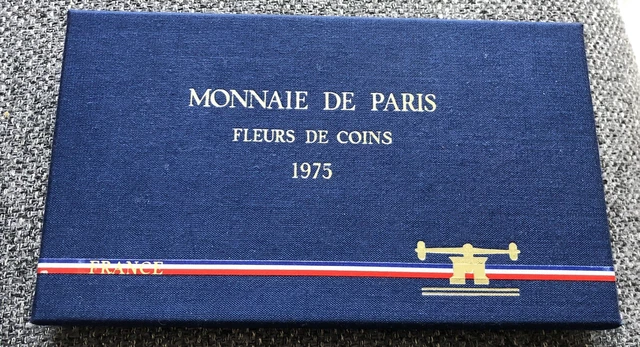 MONNAIE DE PARIS
FLEURS DE COINS
1975
FRANCE